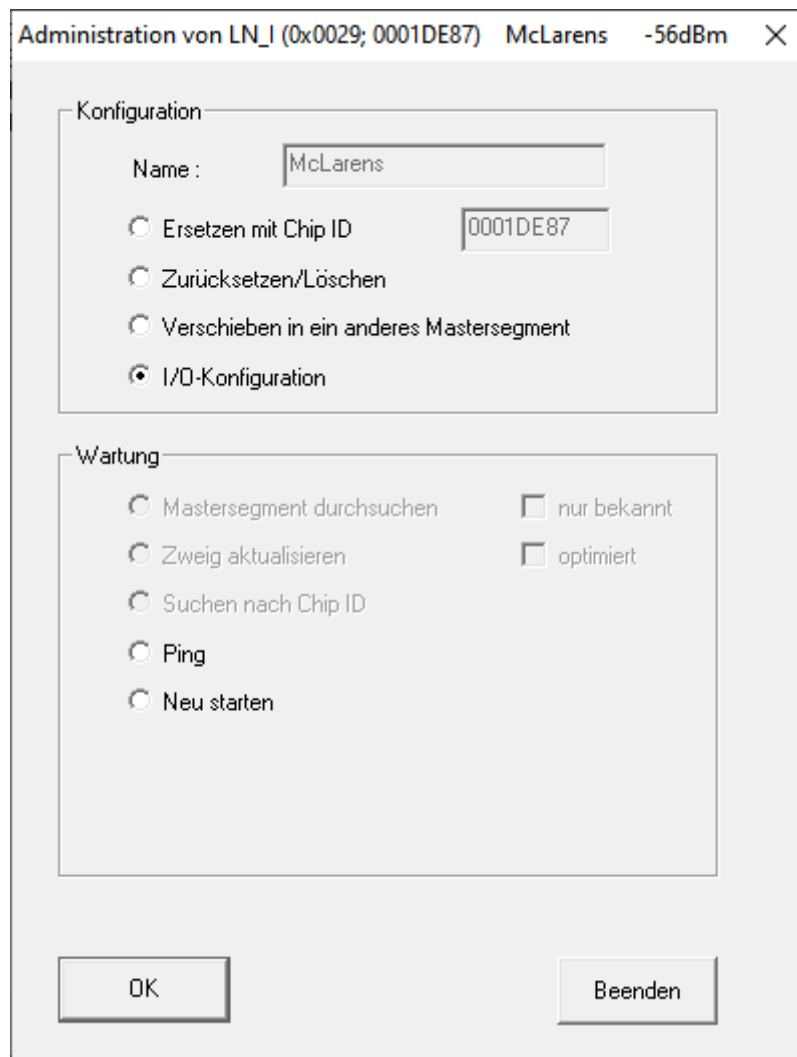 Administration von LN_I (0x0029; 0001DE87) McLarens -56dBm
Konfiguration
Name : McLarens
Ersetzen mit Chip ID 0001DE87
Zurücksetzen/Löschen
Verschieben in ein anderes Mastersegment
I/O-Konfiguration
Wartung
Mastersegment durchsuchen nur bekannt
Zweig aktualisieren optimiert
Suchen nach Chip ID
Ping
Neu starten
OK Beenden